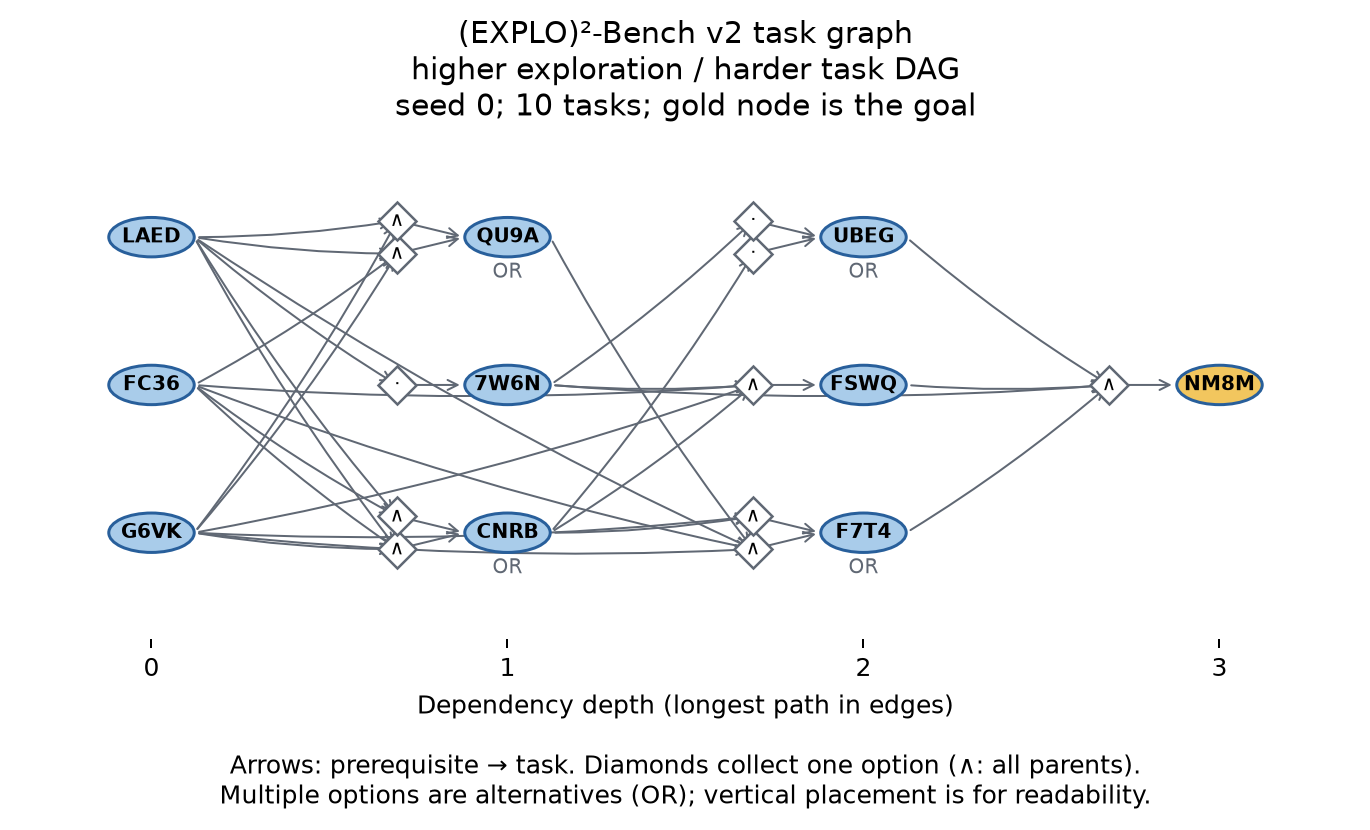 (EXPLO)²-Bench v2 task graph
higher exploration / harder task DAG
seed 0; 10 tasks; gold node is the goal
LAED
∧
∧
QU9A
OR
·
·
UBEG
OR
FC36
·
7W6N
∧
FSWQ
∧
NM8M
G6VK
∧
∧
CNRB
OR
∧
∧
F7T4
OR
0 1 2 3
Dependency depth (longest path in edges)
Arrows: prerequisite → task. Diamonds collect one option (∧: all parents).
Multiple options are alternatives (OR); vertical placement is for readability.